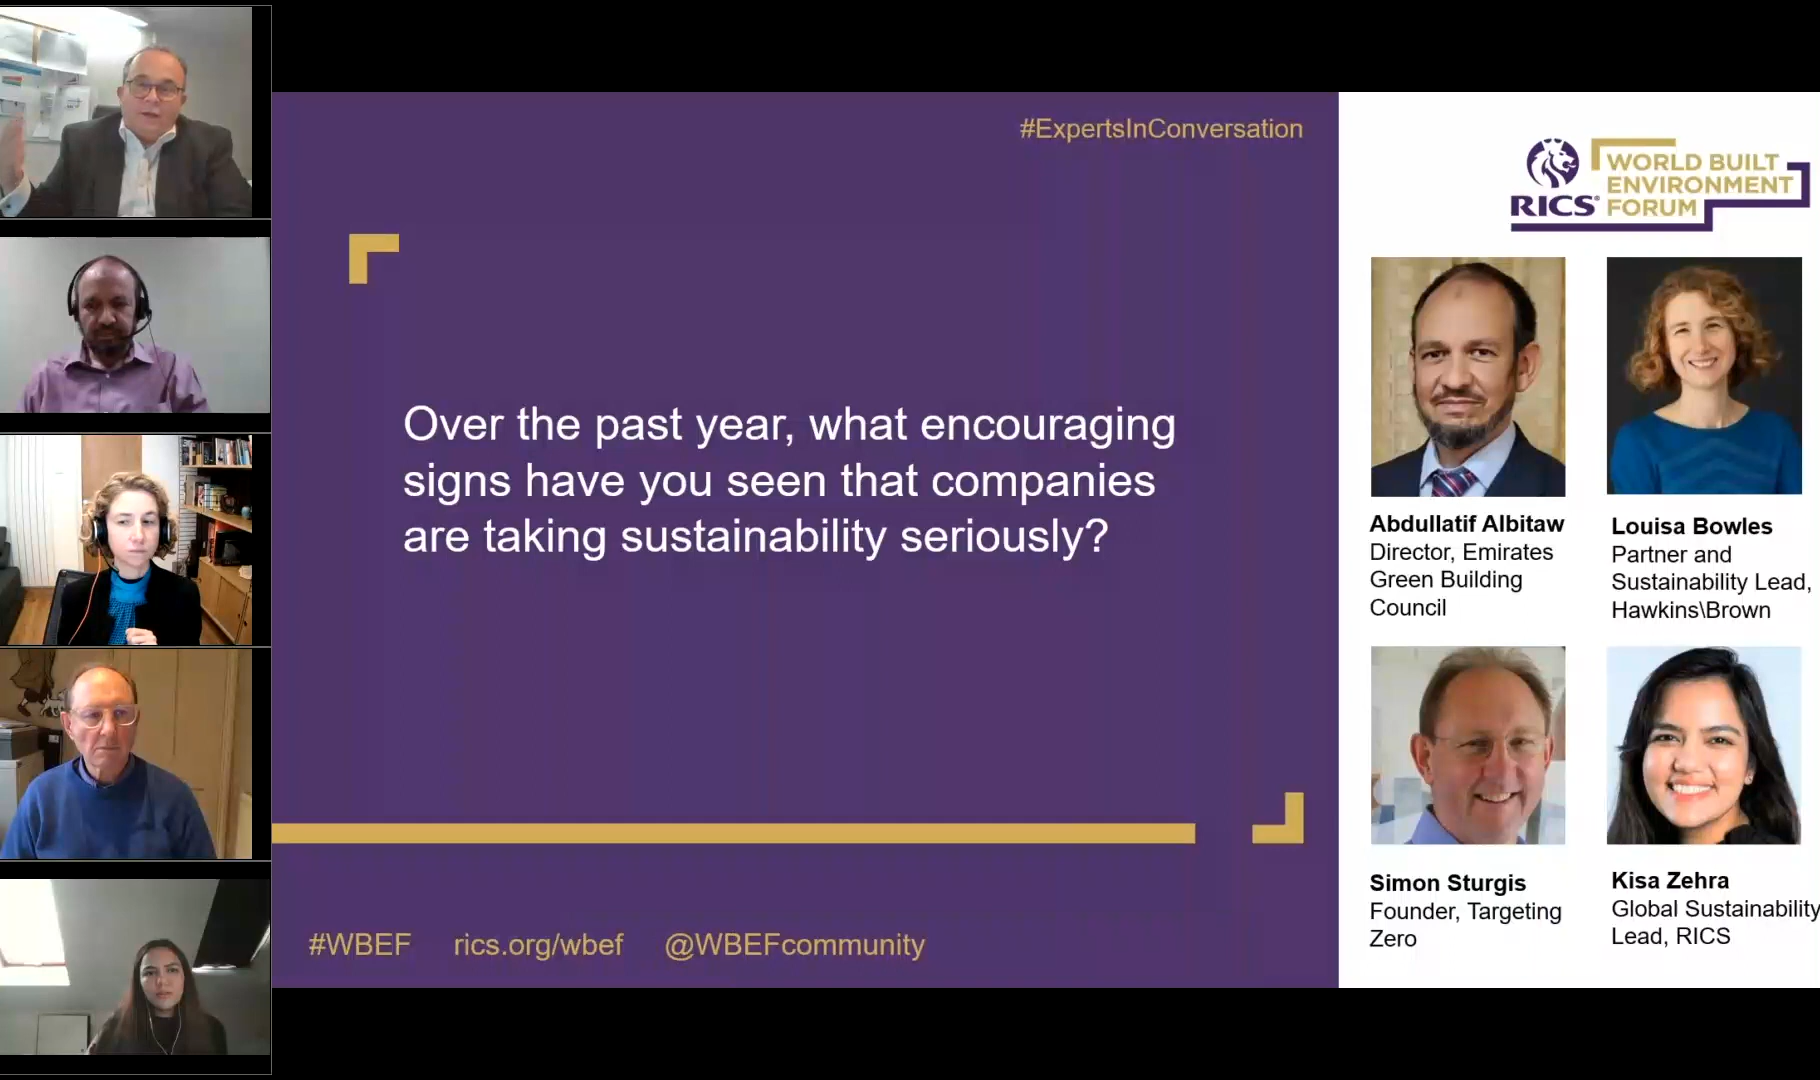 #ExpertsInConversation
Over the past year, what encouraging
signs have you seen that companies
are taking sustainability seriously?
#WBEF rics.org/wbef @WBEFcommunity
RICS®
WORLD BUILT
ENVIRONMENT
FORUM
Abdullatif Albitaw
Director, Emirates
Green Building
Council
Louisa Bowles
Partner and
Sustainability Lead,
Hawkins\Brown
Simon Sturgis
Founder, Targeting
Zero
Kisa Zehra
Global Sustainability
Lead, RICS